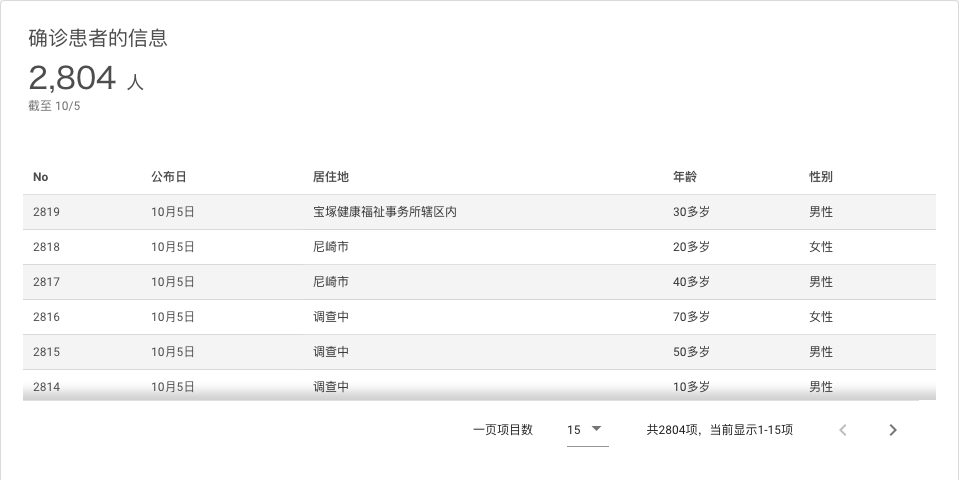 确诊患者的信息
2,804 人
截至 10/5
No 公布日 居住地 年龄 性别
2819 10月5日 宝塚健康福祉事务所辖区内 30多岁 男性
2818 10月5日 尼崎市 20多岁 女性
2817 10月5日 尼崎市 40多岁 男性
2816 10月5日 调查中 70多岁 女性
2815 10月5日 调查中 50多岁 男性
2814 10月5日 调查中 10多岁 男性
一页项目数 15 共2804项，当前显示1-15项